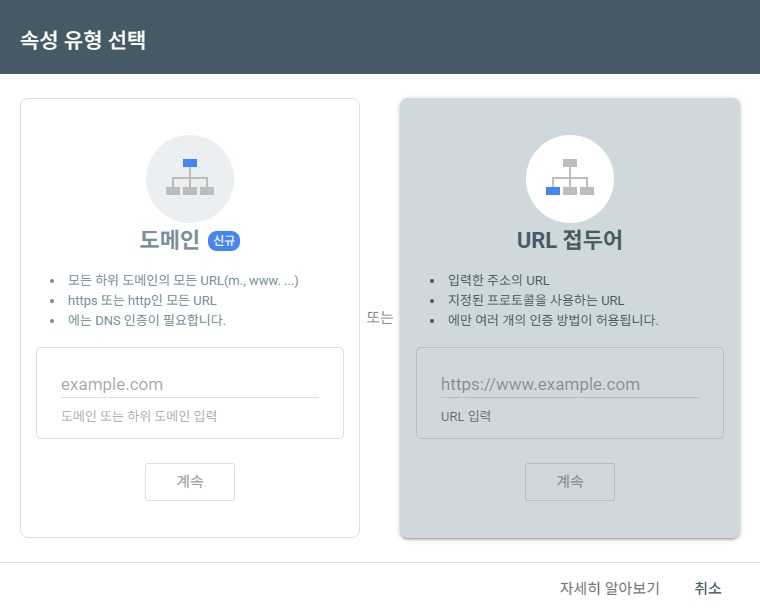 속성 유형 선택
도메인 신규
• 모든 하위 도메인의 모든 URL(m., www. ...)
• https 또는 http인 모든 URL
• 에는 DNS 인증이 필요합니다.
example.com
도메인 또는 하위 도메인 입력
계속
또는
URL 접두어
• 입력한 주소의 URL
• 지정된 프로토콜을 사용하는 URL
• 에만 여러 개의 인증 방법이 허용됩니다.
https://www.example.com
URL 입력
계속
자세히 알아보기 취소